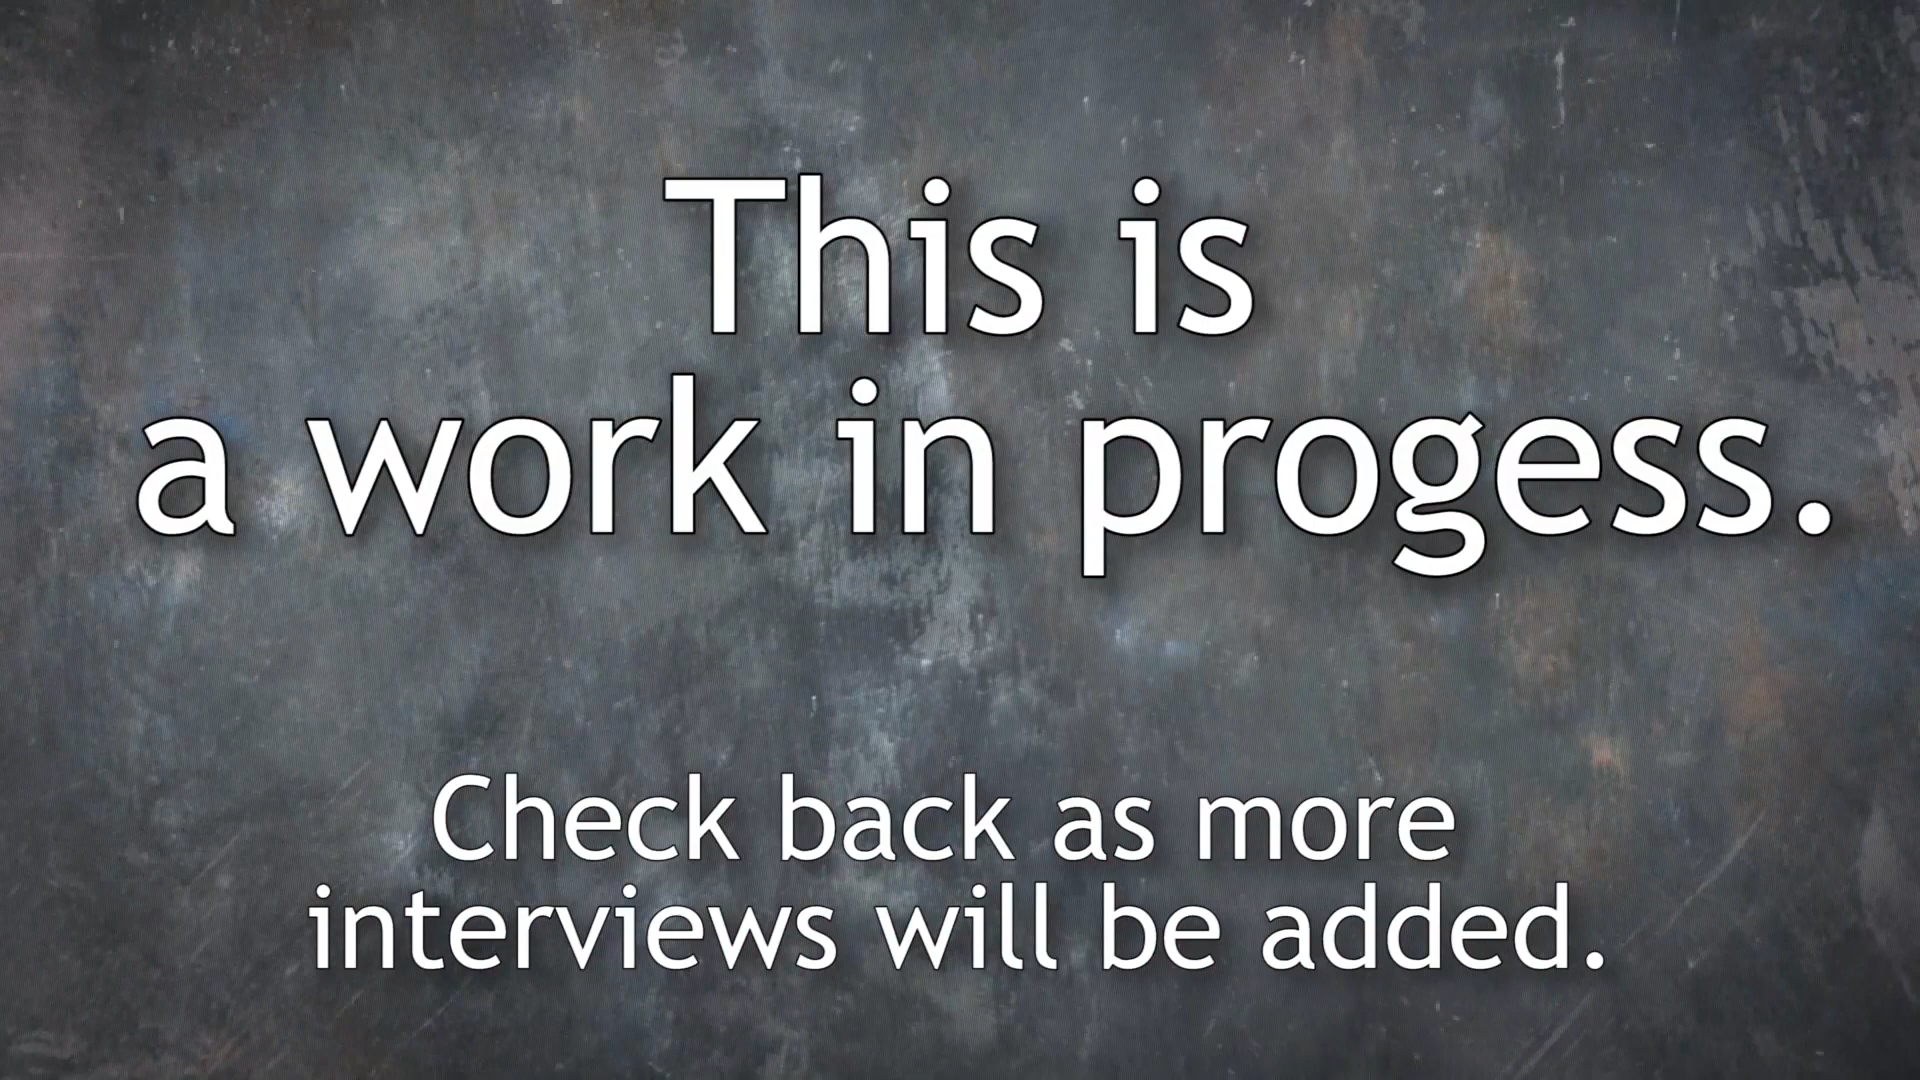 This is
a work in progess.
Check back as more
interviews will be added.